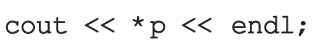 cout << *p << endl;